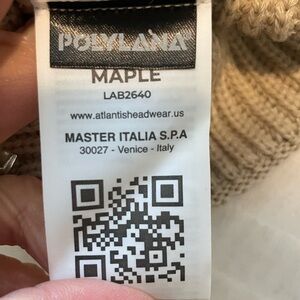 POLYLANA
MAPLE
LAB2640
www.atlantisheadwear.us
MASTER ITALIA S.P.A
30027 - Venice - Italy